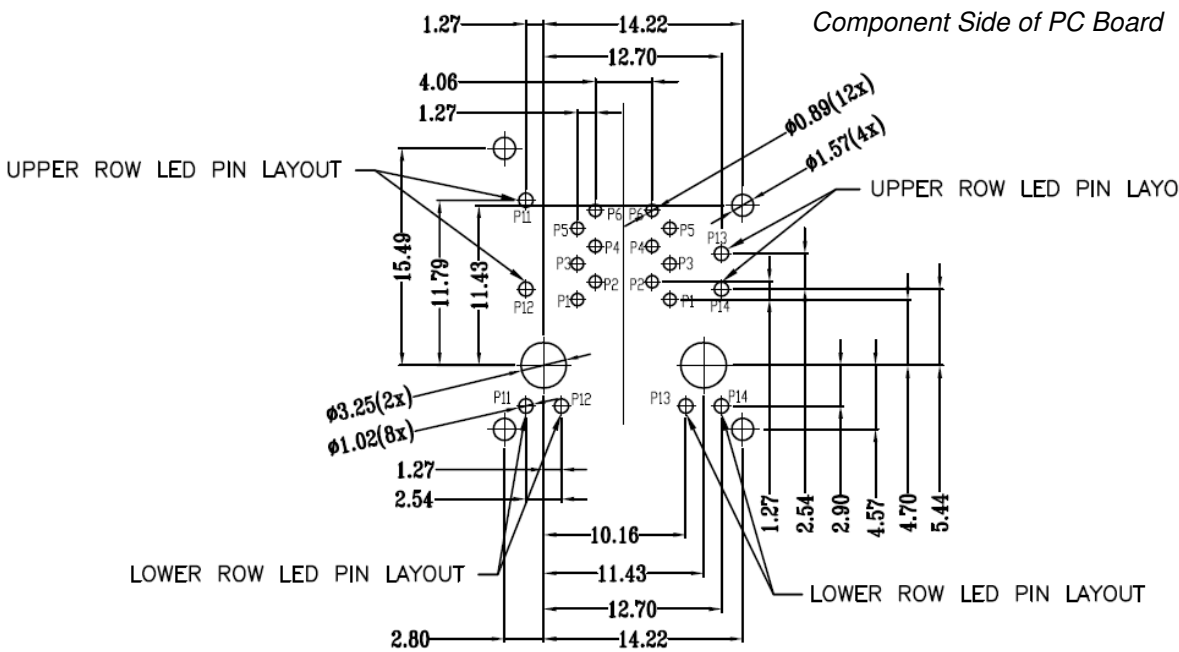 1.27
14.22
Component Side of PC Board
12.70
4.06
1.27
ø0.89(12x)
ø1.57(4x)
UPPER ROW LED PIN LAYOUT
UPPER ROW LED PIN LAYO
P11
P6
P6
P5
P5
P13
P4
P4
P3
P3
P2
P2
P12
P1
P1
P14
15.49
11.79
11.43
ø3.25(2x)
ø1.02(8x)
P11
P12
P13
P14
1.27
2.54
1.27
2.54
2.90
4.57
4.70
5.44
10.16
LOWER ROW LED PIN LAYOUT
11.43
LOWER ROW LED PIN LAYOUT
12.70
2.80
14.22